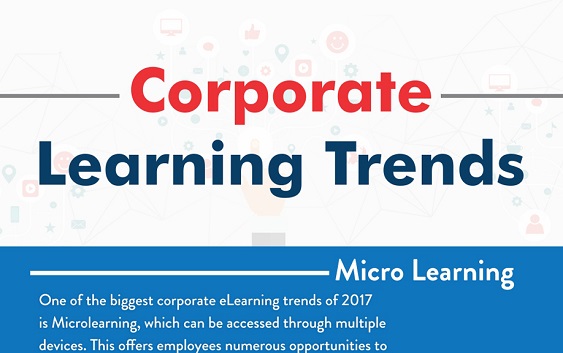 Corporate
Learning Trends
Micro Learning
One of the biggest corporate eLearning trends of 2017
is Microlearning, which can be accessed through multiple
devices. This offers employees numerous opportunities to